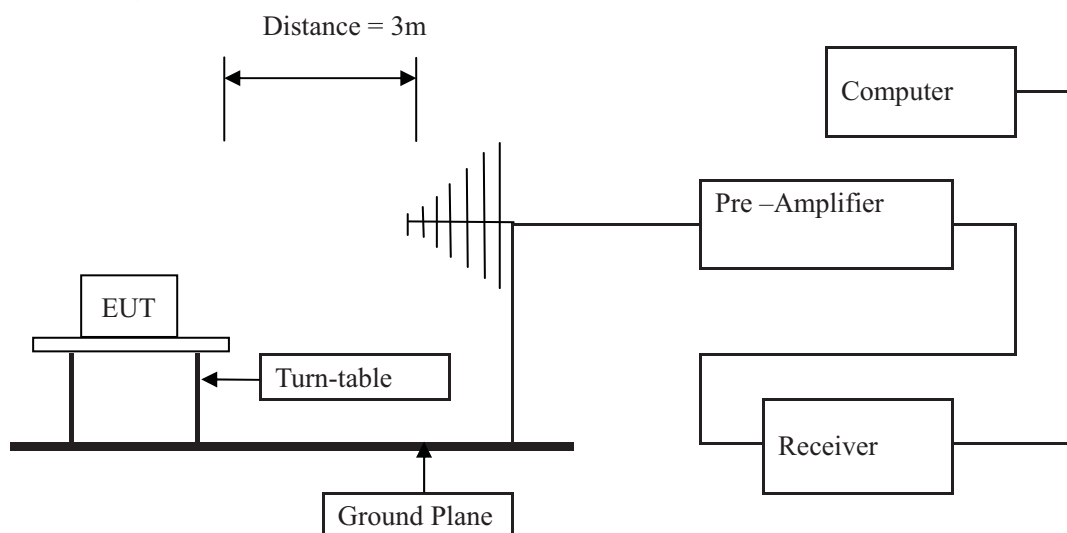 Distance = 3m
Computer
Pre –Amplifier
EUT
Turn-table
Receiver
Ground Plane